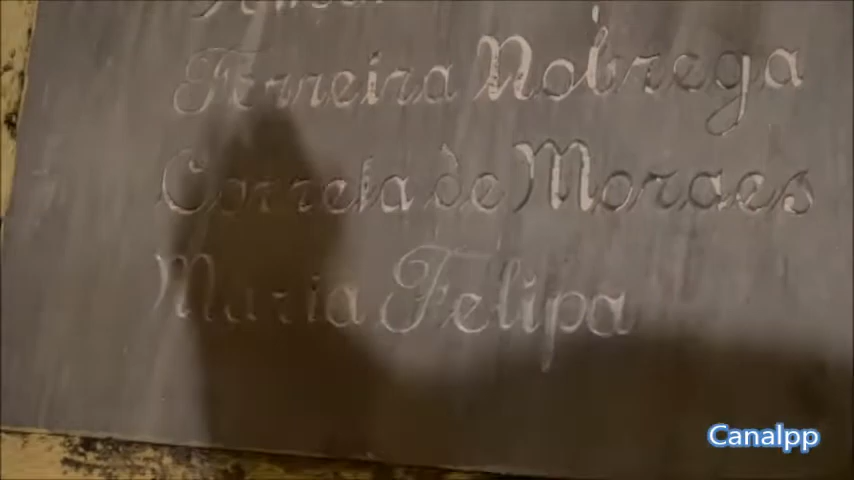 Ferreira Nobrega
Correia de Moraes
Maria Felipa
Canalpp